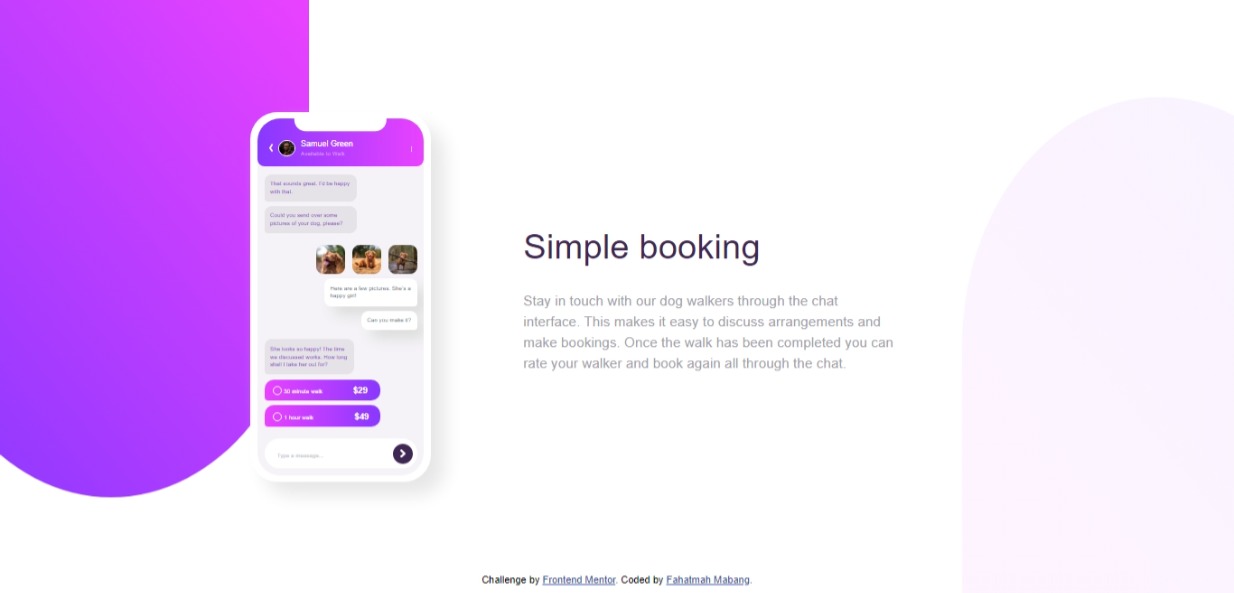 Samuel Green
Available to Walk
That sounds great. I'd be happy
with that.
Could you send over some
pictures of your dog, please?
Here are a few pictures. She's a
happy girl!
Can you make it?
She looks so happy! The time
we discussed works. How long
shall I take her out for?
30 minute walk $29
1 hour walk $49
Type a message...
Simple booking
Stay in touch with our dog walkers through the chat
interface. This makes it easy to discuss arrangements and
make bookings. Once the walk has been completed you can
rate your walker and book again all through the chat.
Challenge by Frontend Mentor. Coded by Fahatmah Mabang.